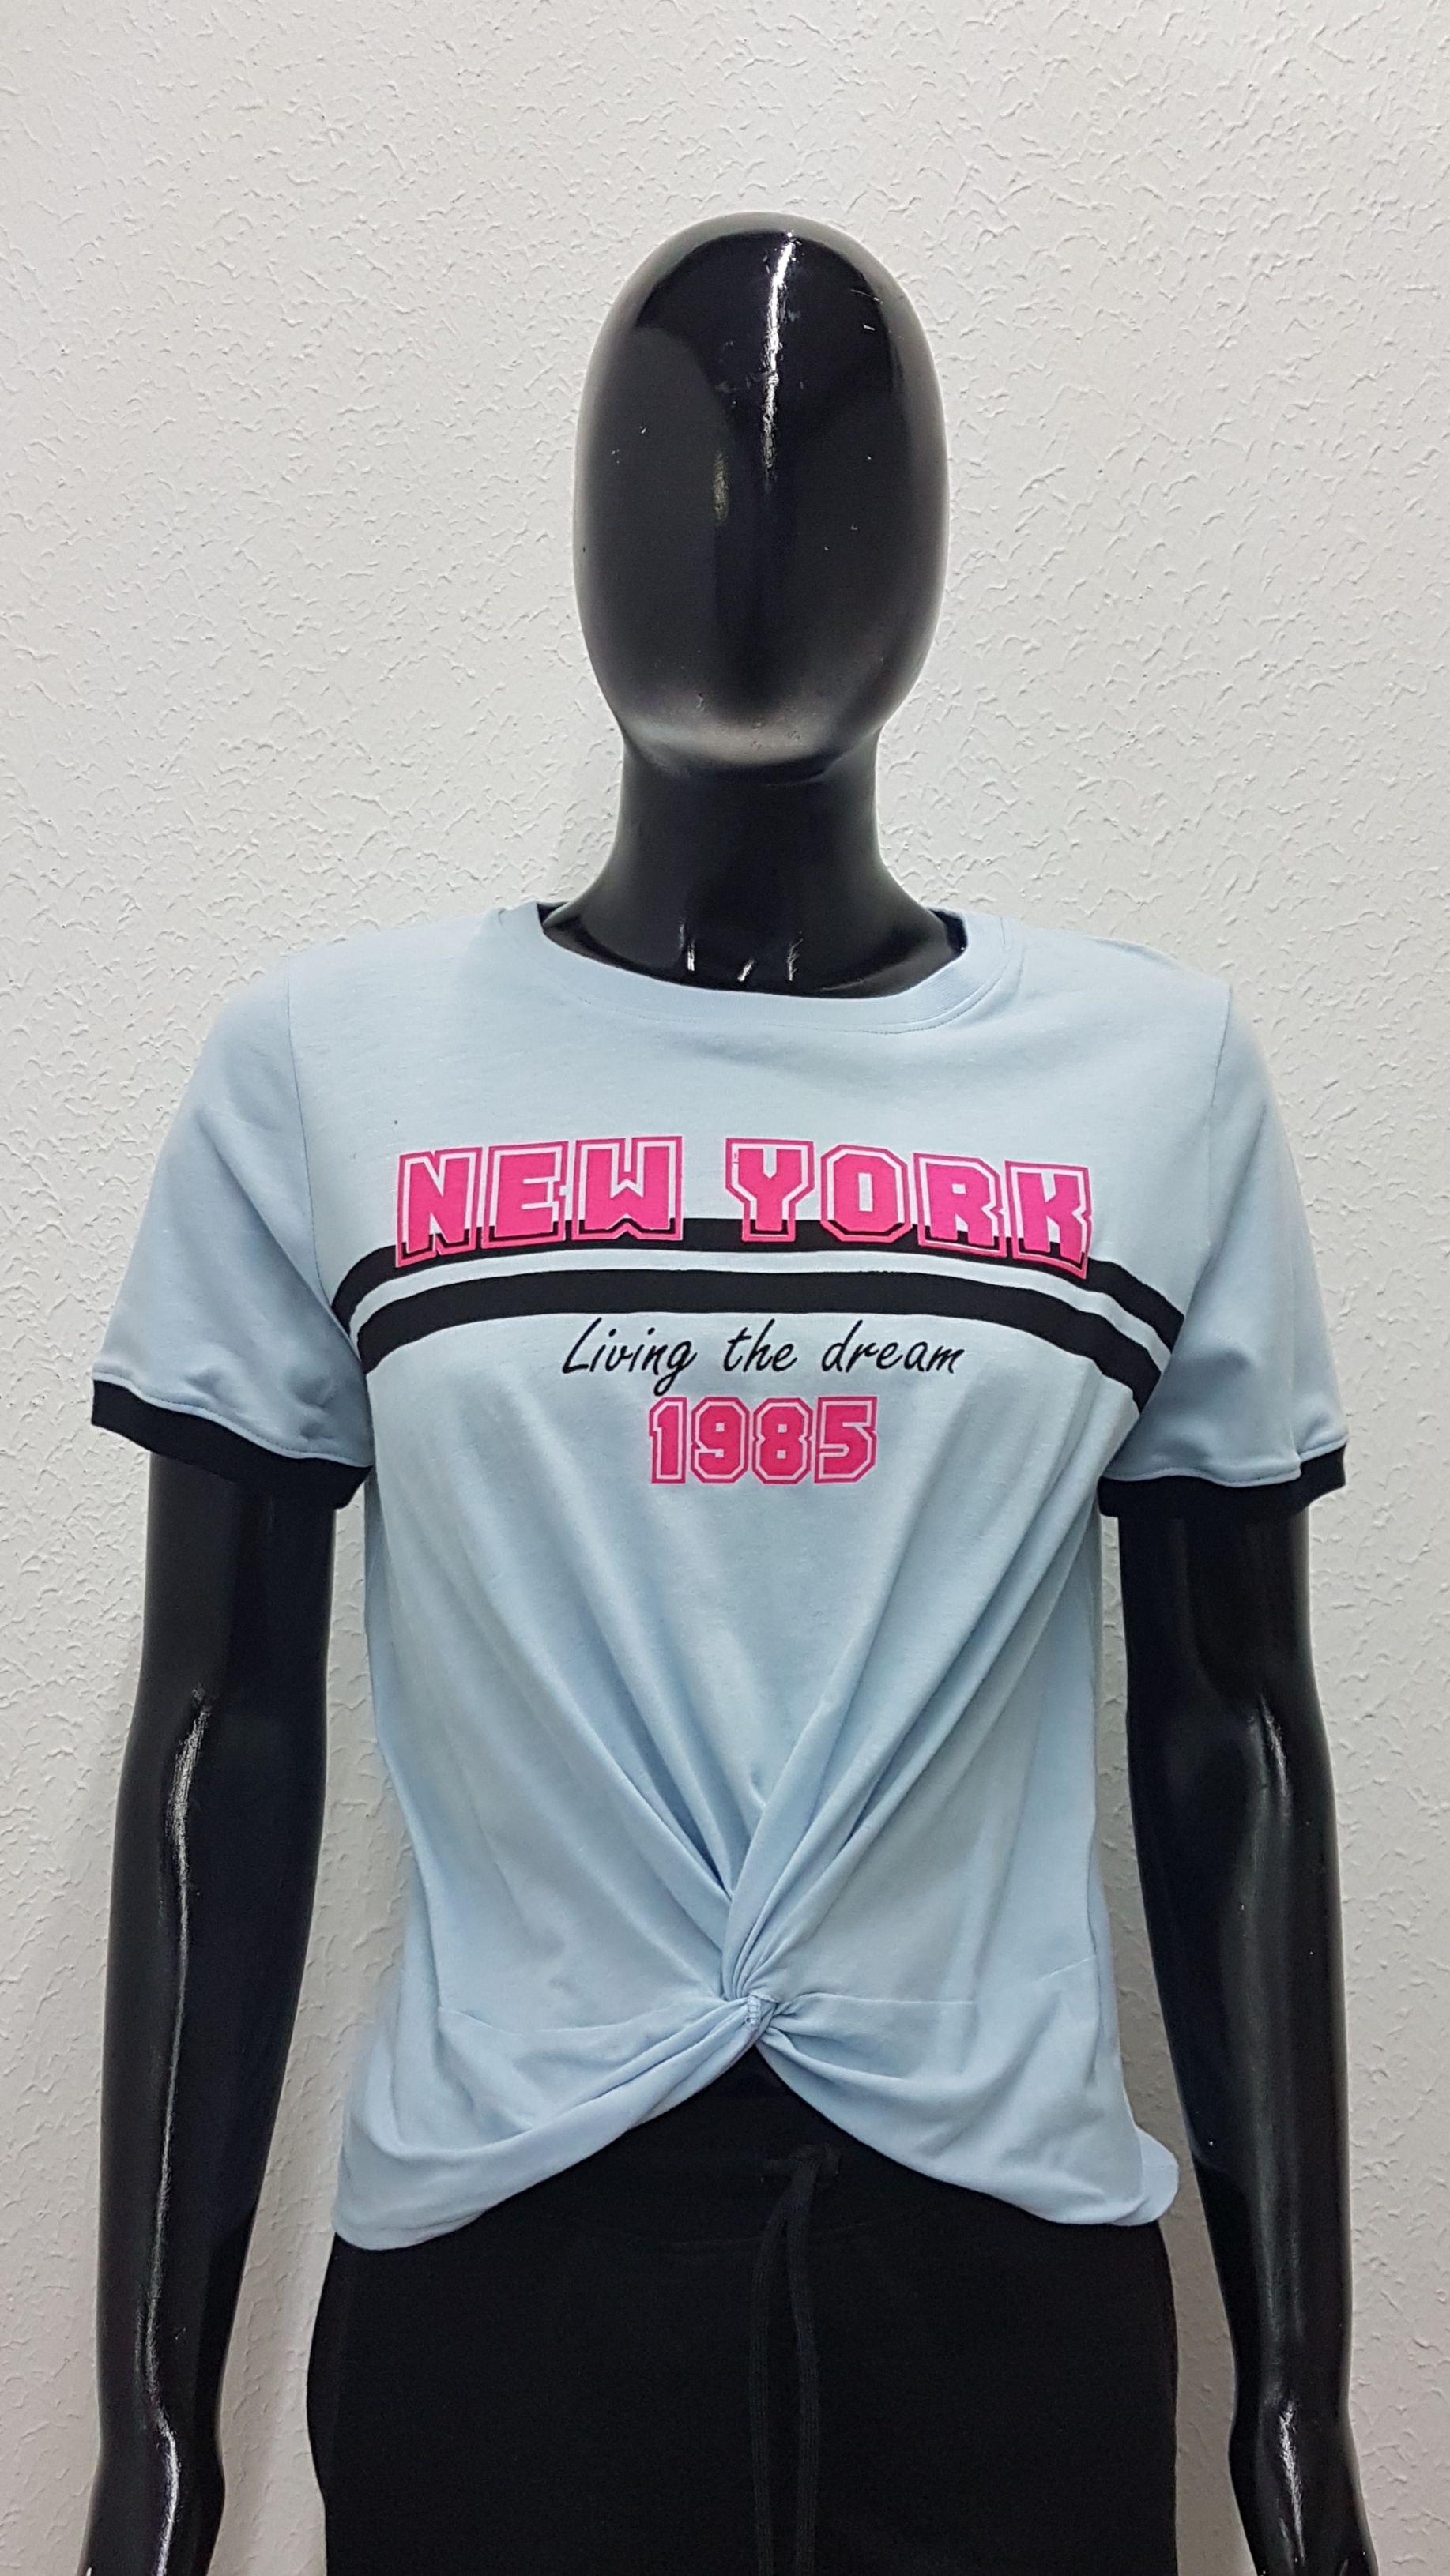 NEW YORK
Living the dream
1985